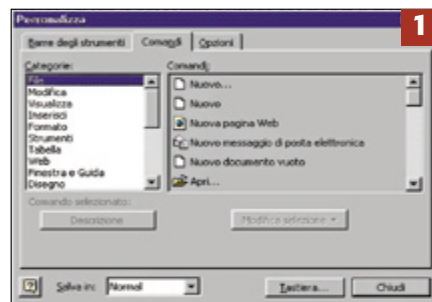 Personalizza
1
Barre degli strumenti Comandi Opzioni
Categorie:
File
Modifica
Visualizza
Inserisci
Formato
Strumenti
Tabella
Web
Finestra e Guida
Disegno
Comandi:
Nuovo...
Nuovo
Nuova pagina Web
Nuovo messaggio di posta elettronica
Nuovo documento vuoto
Apri...
Comando selezionato:
Descrizione
Modifica selezione
Salva in: Normal
Tastiera...
Chiudi